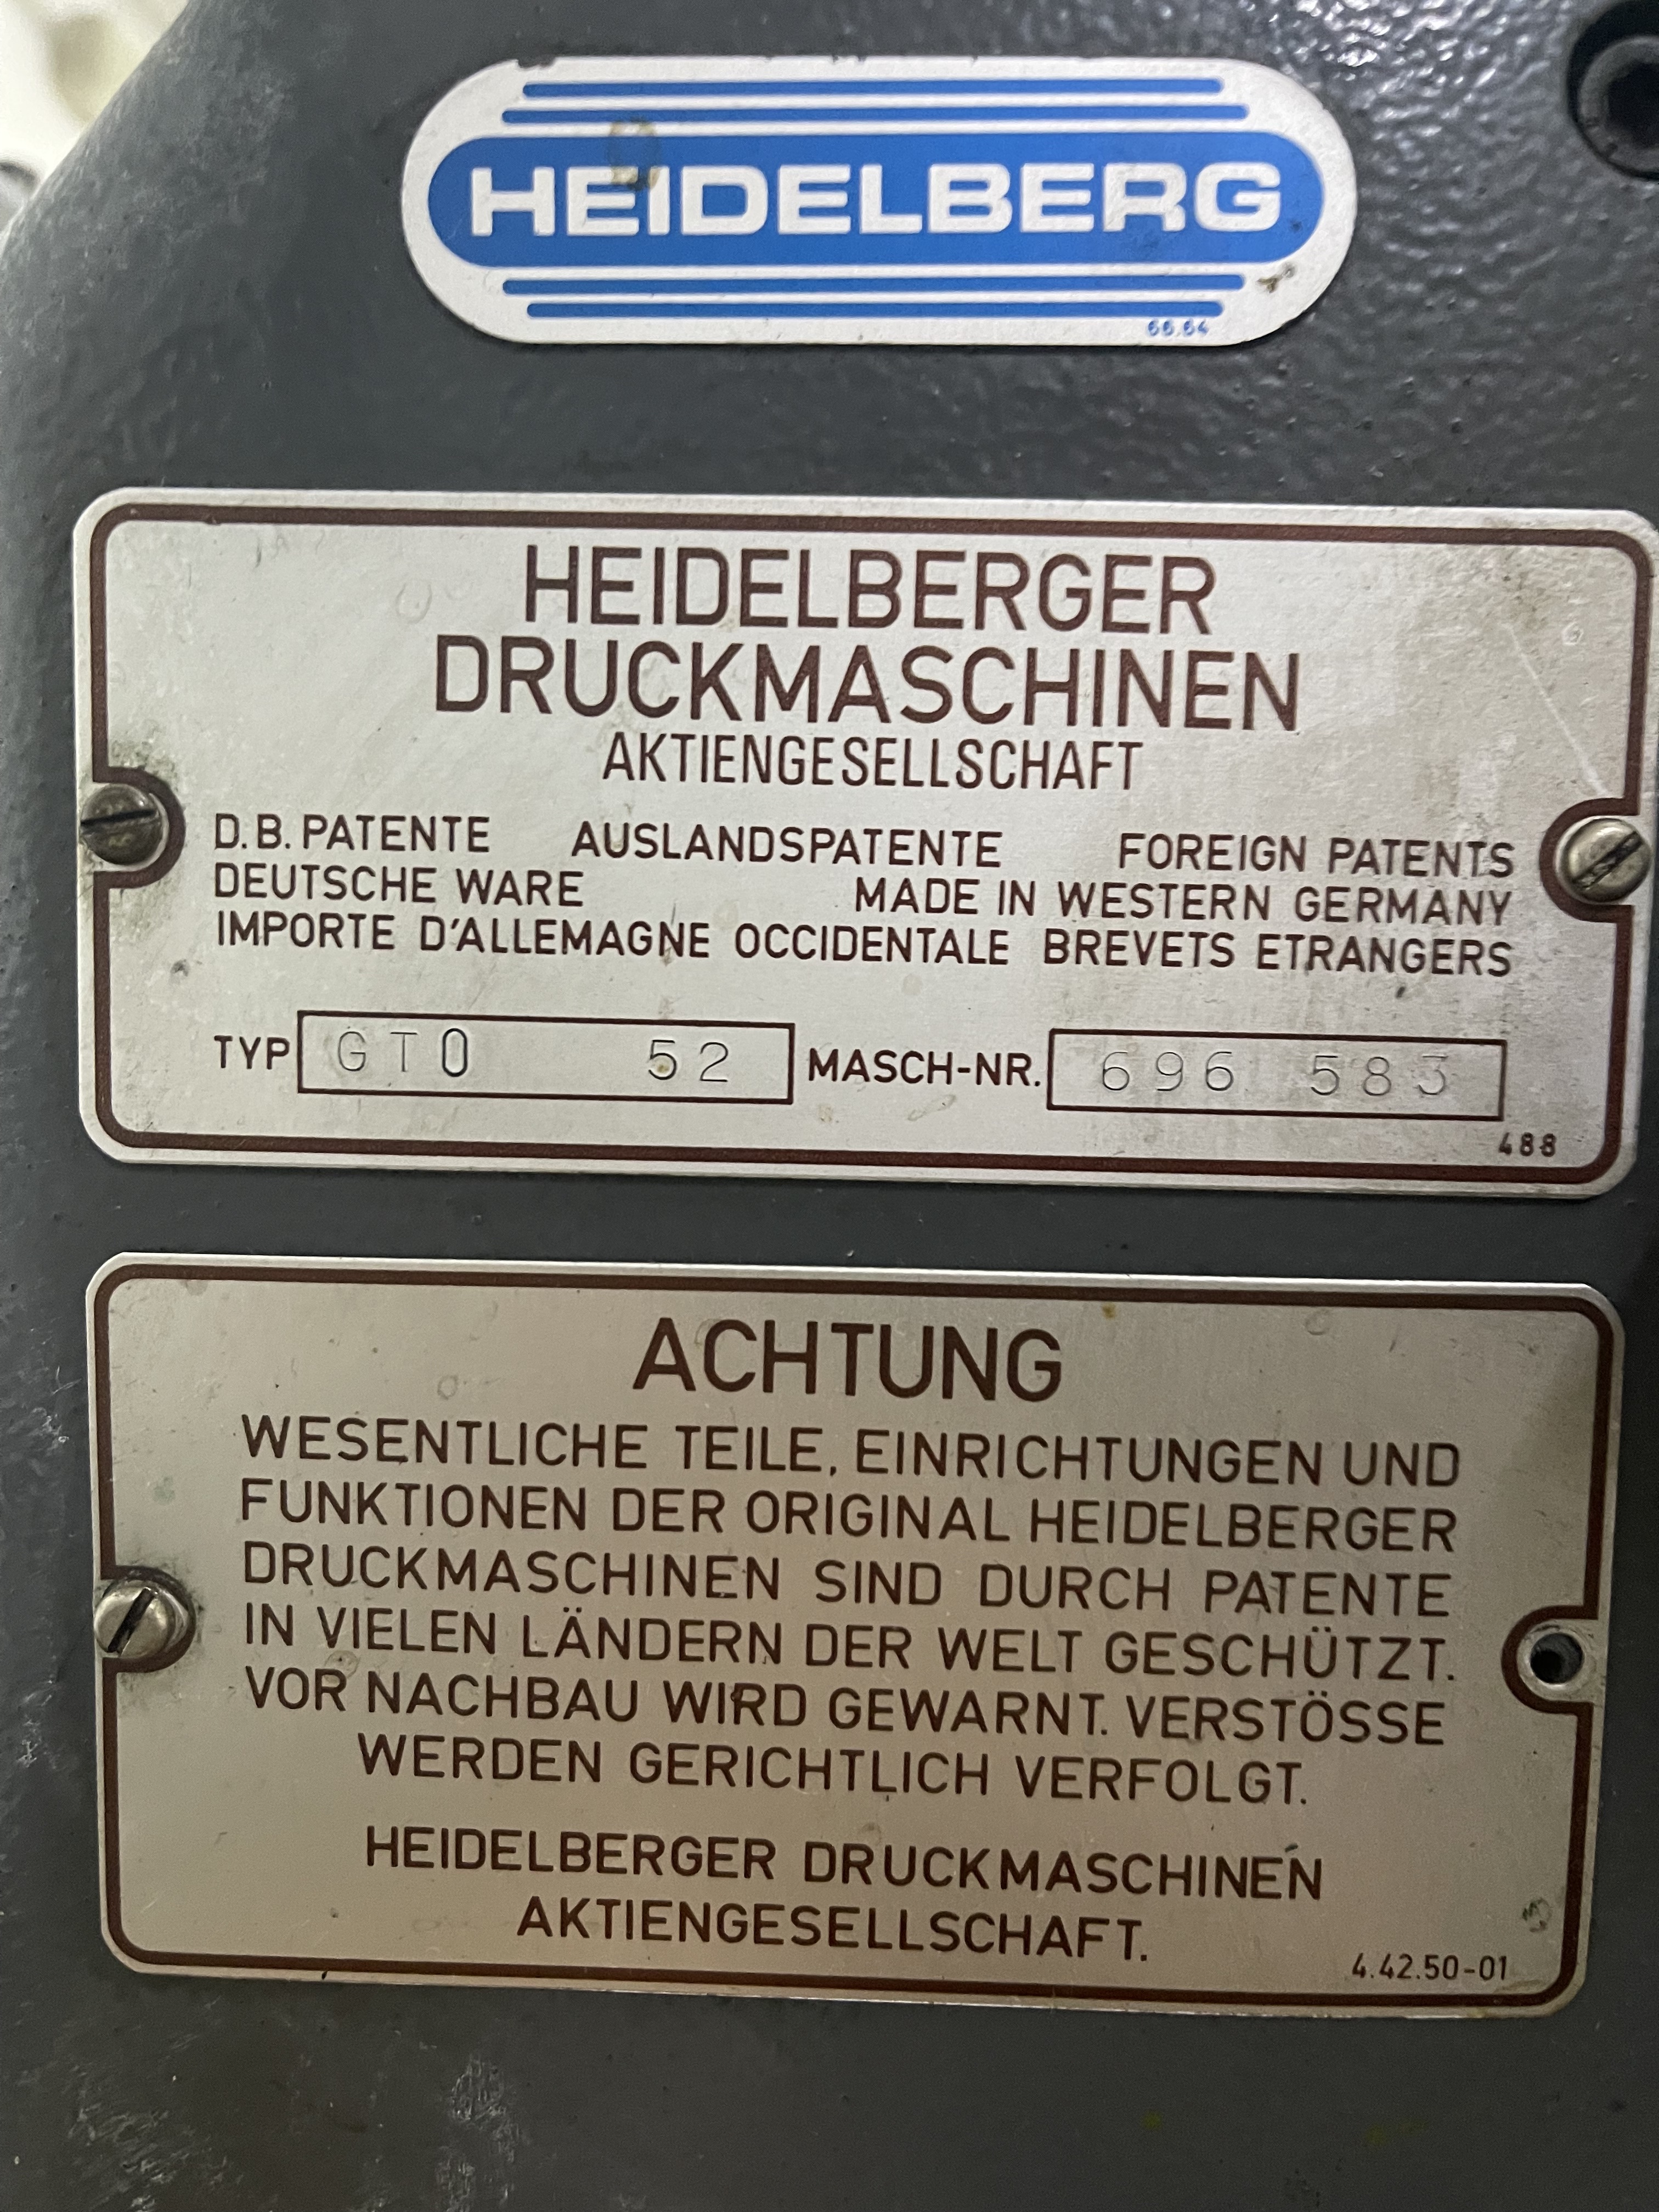 HEIDELBERG
66.64
HEIDELBERGER
DRUCKMASCHINEN
AKTIENGESELLSCHAFT
D.B. PATENTE AUSLANDSPATENTE FOREIGN PATENTS
DEUTSCHE WARE MADE IN WESTERN GERMANY
IMPORTE D'ALLEMAGNE OCCIDENTALE BREVETS ETRANGERS
TYP GTO 52 MASCH-NR. 696 583
488
ACHTUNG
WESENTLICHE TEILE, EINRICHTUNGEN UND
FUNKTIONEN DER ORIGINAL HEIDELBERGER
DRUCKMASCHINEN SIND DURCH PATENTE
IN VIELEN LÄNDERN DER WELT GESCHÜTZT.
VOR NACHBAU WIRD GEWARNT. VERSTÖSSE
WERDEN GERICHTLICH VERFOLGT.
HEIDELBERGER DRUCKMASCHINEN
AKTIENGESELLSCHAFT.
4.42.50-01